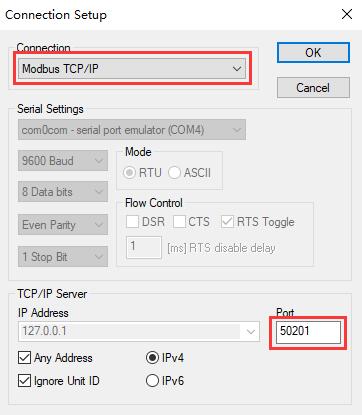 Connection Setup
Connection
Modbus TCP/IP
OK
Cancel
Serial Settings
com0com - serial port emulator (COM4)
9600 Baud
Mode
RTU
ASCII
8 Data bits
Flow Control
DSR
CTS
RTS Toggle
Even Parity
1
[ms] RTS disable delay
1 Stop Bit
TCP/IP Server
IP Address
Port
127.0.0.1
50201
Any Address
IPv4
Ignore Unit ID
IPv6